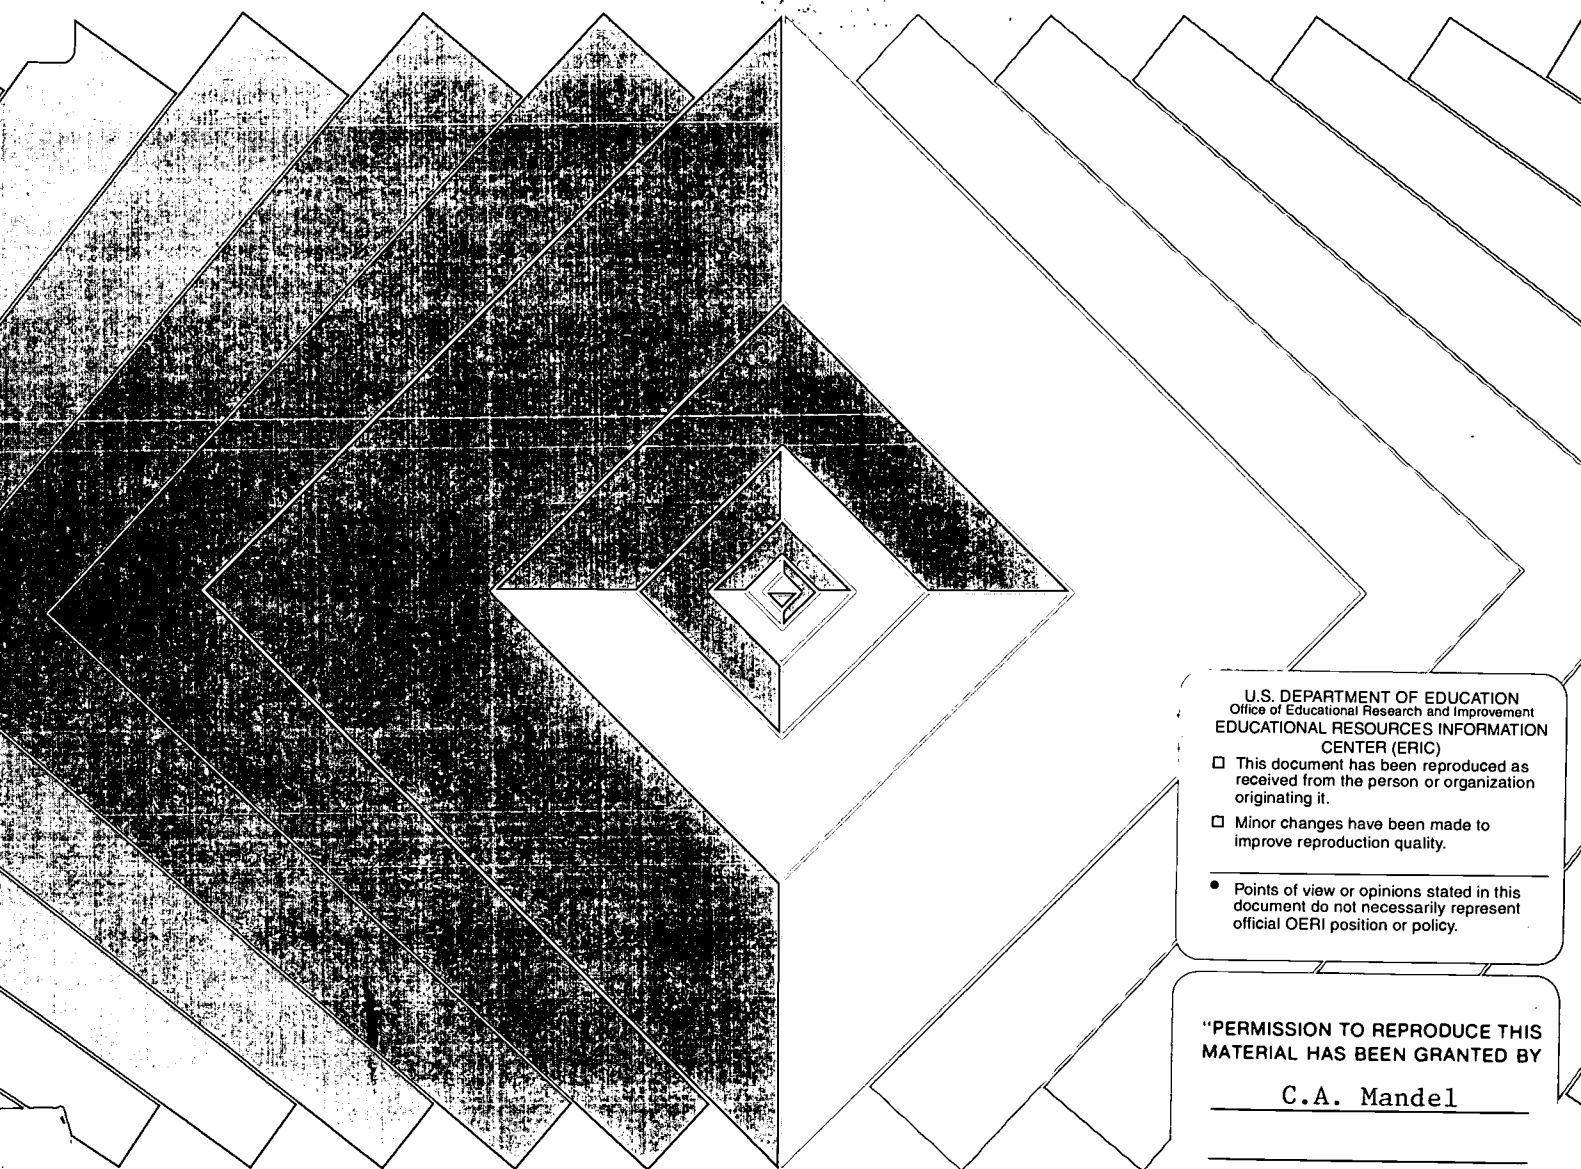 U.S. DEPARTMENT OF EDUCATION
Office of Educational Research and Improvement
EDUCATIONAL RESOURCES INFORMATION
CENTER (ERIC)
□ This document has been reproduced as
received from the person or organization
originating it.
□ Minor changes have been made to
improve reproduction quality.
● Points of view or opinions stated in this
document do not necessarily represent
official OERI position or policy.
"PERMISSION TO REPRODUCE THIS
MATERIAL HAS BEEN GRANTED BY
C.A. Mandel